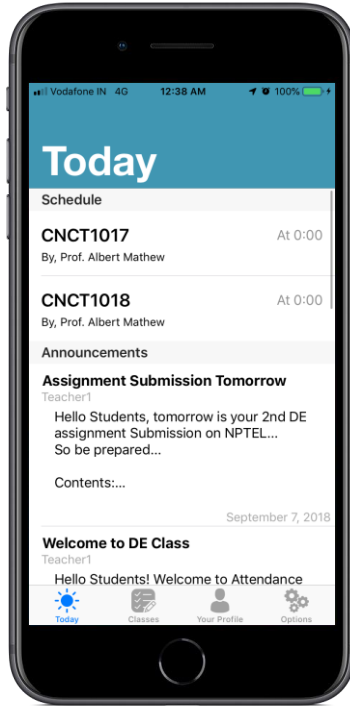 Vodafone IN 4G 12:38 AM 100%
Today
Schedule
CNCT1017 At 0:00
By, Prof. Albert Mathew
CNCT1018 At 0:00
By, Prof. Albert Mathew
Announcements
Assignment Submission Tomorrow
Teacher1
Hello Students, tomorrow is your 2nd DE
assignment Submission on NPTEL...
So be prepared...
Contents:...
September 7, 2018
Welcome to DE Class
Teacher1
Hello Students! Welcome to Attendance
Today Classes Your Profile Options